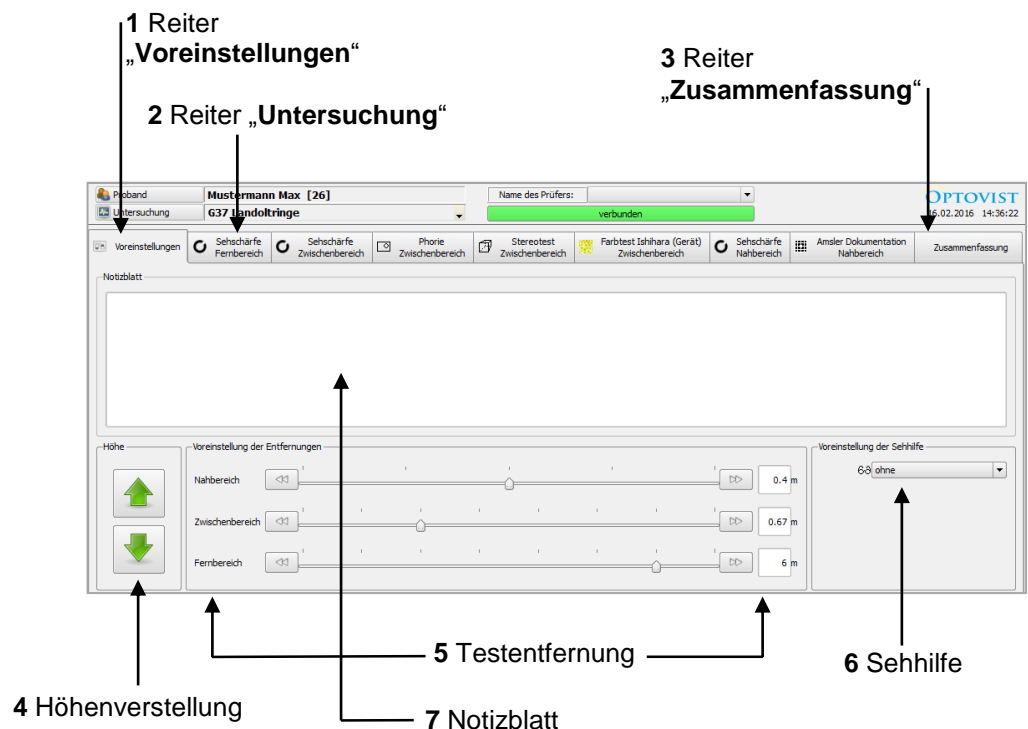 1 Reiter
„Voreinstellungen“
3 Reiter
„Zusammenfassung“
2 Reiter „Untersuchung“
Proband
Mustermann Max [26]
Name des Prüfers:
OPTOVIST
Untersuchung
G37 Landoltringe
verbunden
16.02.2016 14:36:22
Voreinstellungen
Sehschärfe
Fernbereich
Sehschärfe
Zwischenbereich
Phorie
Zwischenbereich
Stereotest
Zwischenbereich
Farbtest Ishihara (Gerät)
Zwischenbereich
Sehschärfe
Nahbereich
Amsler Dokumentation
Nahbereich
Zusammenfassung
Notizblatt
Höhe
Voreinstellung der Entfernungen
Voreinstellung der Sehhilfe
Nahbereich
0.4 m
ohne
Zwischenbereich
0.67 m
Fernbereich
6 m
5 Testentfernung
6 Sehhilfe
4 Höhenverstellung
7 Notizblatt